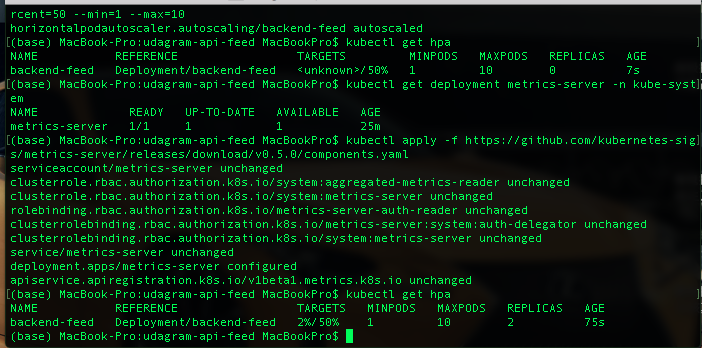 rcent=50 --min=1 --max=10
horizontalpodautoscaler.autoscaling/backend-feed autoscaled
[(base) MacBook-Pro:udagram-api-feed MacBookPro$ kubectl get hpa ]
NAME REFERENCE TARGETS MINPODS MAXPODS REPLICAS AGE
backend-feed Deployment/backend-feed <unknown>/50% 1 10 0 7s
[(base) MacBook-Pro:udagram-api-feed MacBookPro$ kubectl get deployment metrics-server -n kube-syst]
em
NAME READY UP-TO-DATE AVAILABLE AGE
metrics-server 1/1 1 1 25m
[(base) MacBook-Pro:udagram-api-feed MacBookPro$ kubectl apply -f https://github.com/kubernetes-sig]
s/metrics-server/releases/download/v0.5.0/components.yaml
serviceaccount/metrics-server unchanged
clusterrole.rbac.authorization.k8s.io/system:aggregated-metrics-reader unchanged
clusterrole.rbac.authorization.k8s.io/system:metrics-server unchanged
rolebinding.rbac.authorization.k8s.io/metrics-server-auth-reader unchanged
clusterrolebinding.rbac.authorization.k8s.io/metrics-server:system:auth-delegator unchanged
clusterrolebinding.rbac.authorization.k8s.io/system:metrics-server unchanged
service/metrics-server unchanged
deployment.apps/metrics-server configured
apiservice.apiregistration.k8s.io/v1beta1.metrics.k8s.io unchanged
[(base) MacBook-Pro:udagram-api-feed MacBookPro$ kubectl get hpa ]
NAME REFERENCE TARGETS MINPODS MAXPODS REPLICAS AGE
backend-feed Deployment/backend-feed 2%/50% 1 10 2 75s
(base) MacBook-Pro:udagram-api-feed MacBookPro$